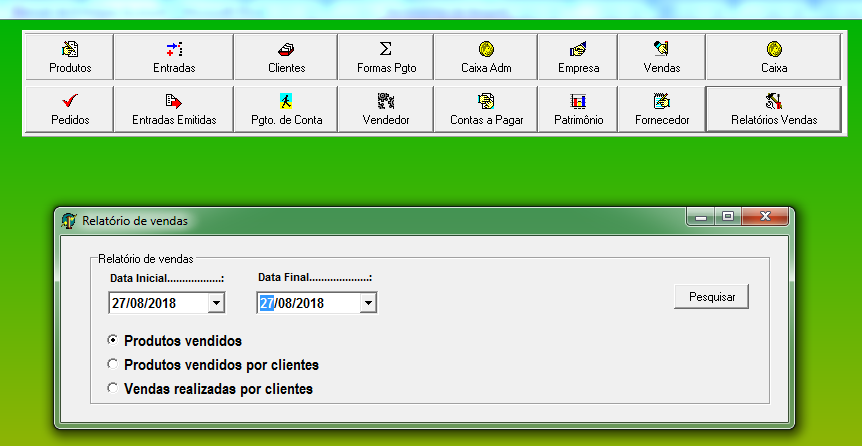 Produtos Entradas Clientes Formas Pgto Caixa Adm Empresa Vendas Caixa
Pedidos Entradas Emitidas Pgto. de Conta Vendedor Contas a Pagar Patrimônio Fornecedor Relatórios Vendas
Relatório de vendas
Relatório de vendas
Data Inicial..................: Data Final....................:
27/08/2018 27/08/2018
Pesquisar
Produtos vendidos
Produtos vendidos por clientes
Vendas realizadas por clientes